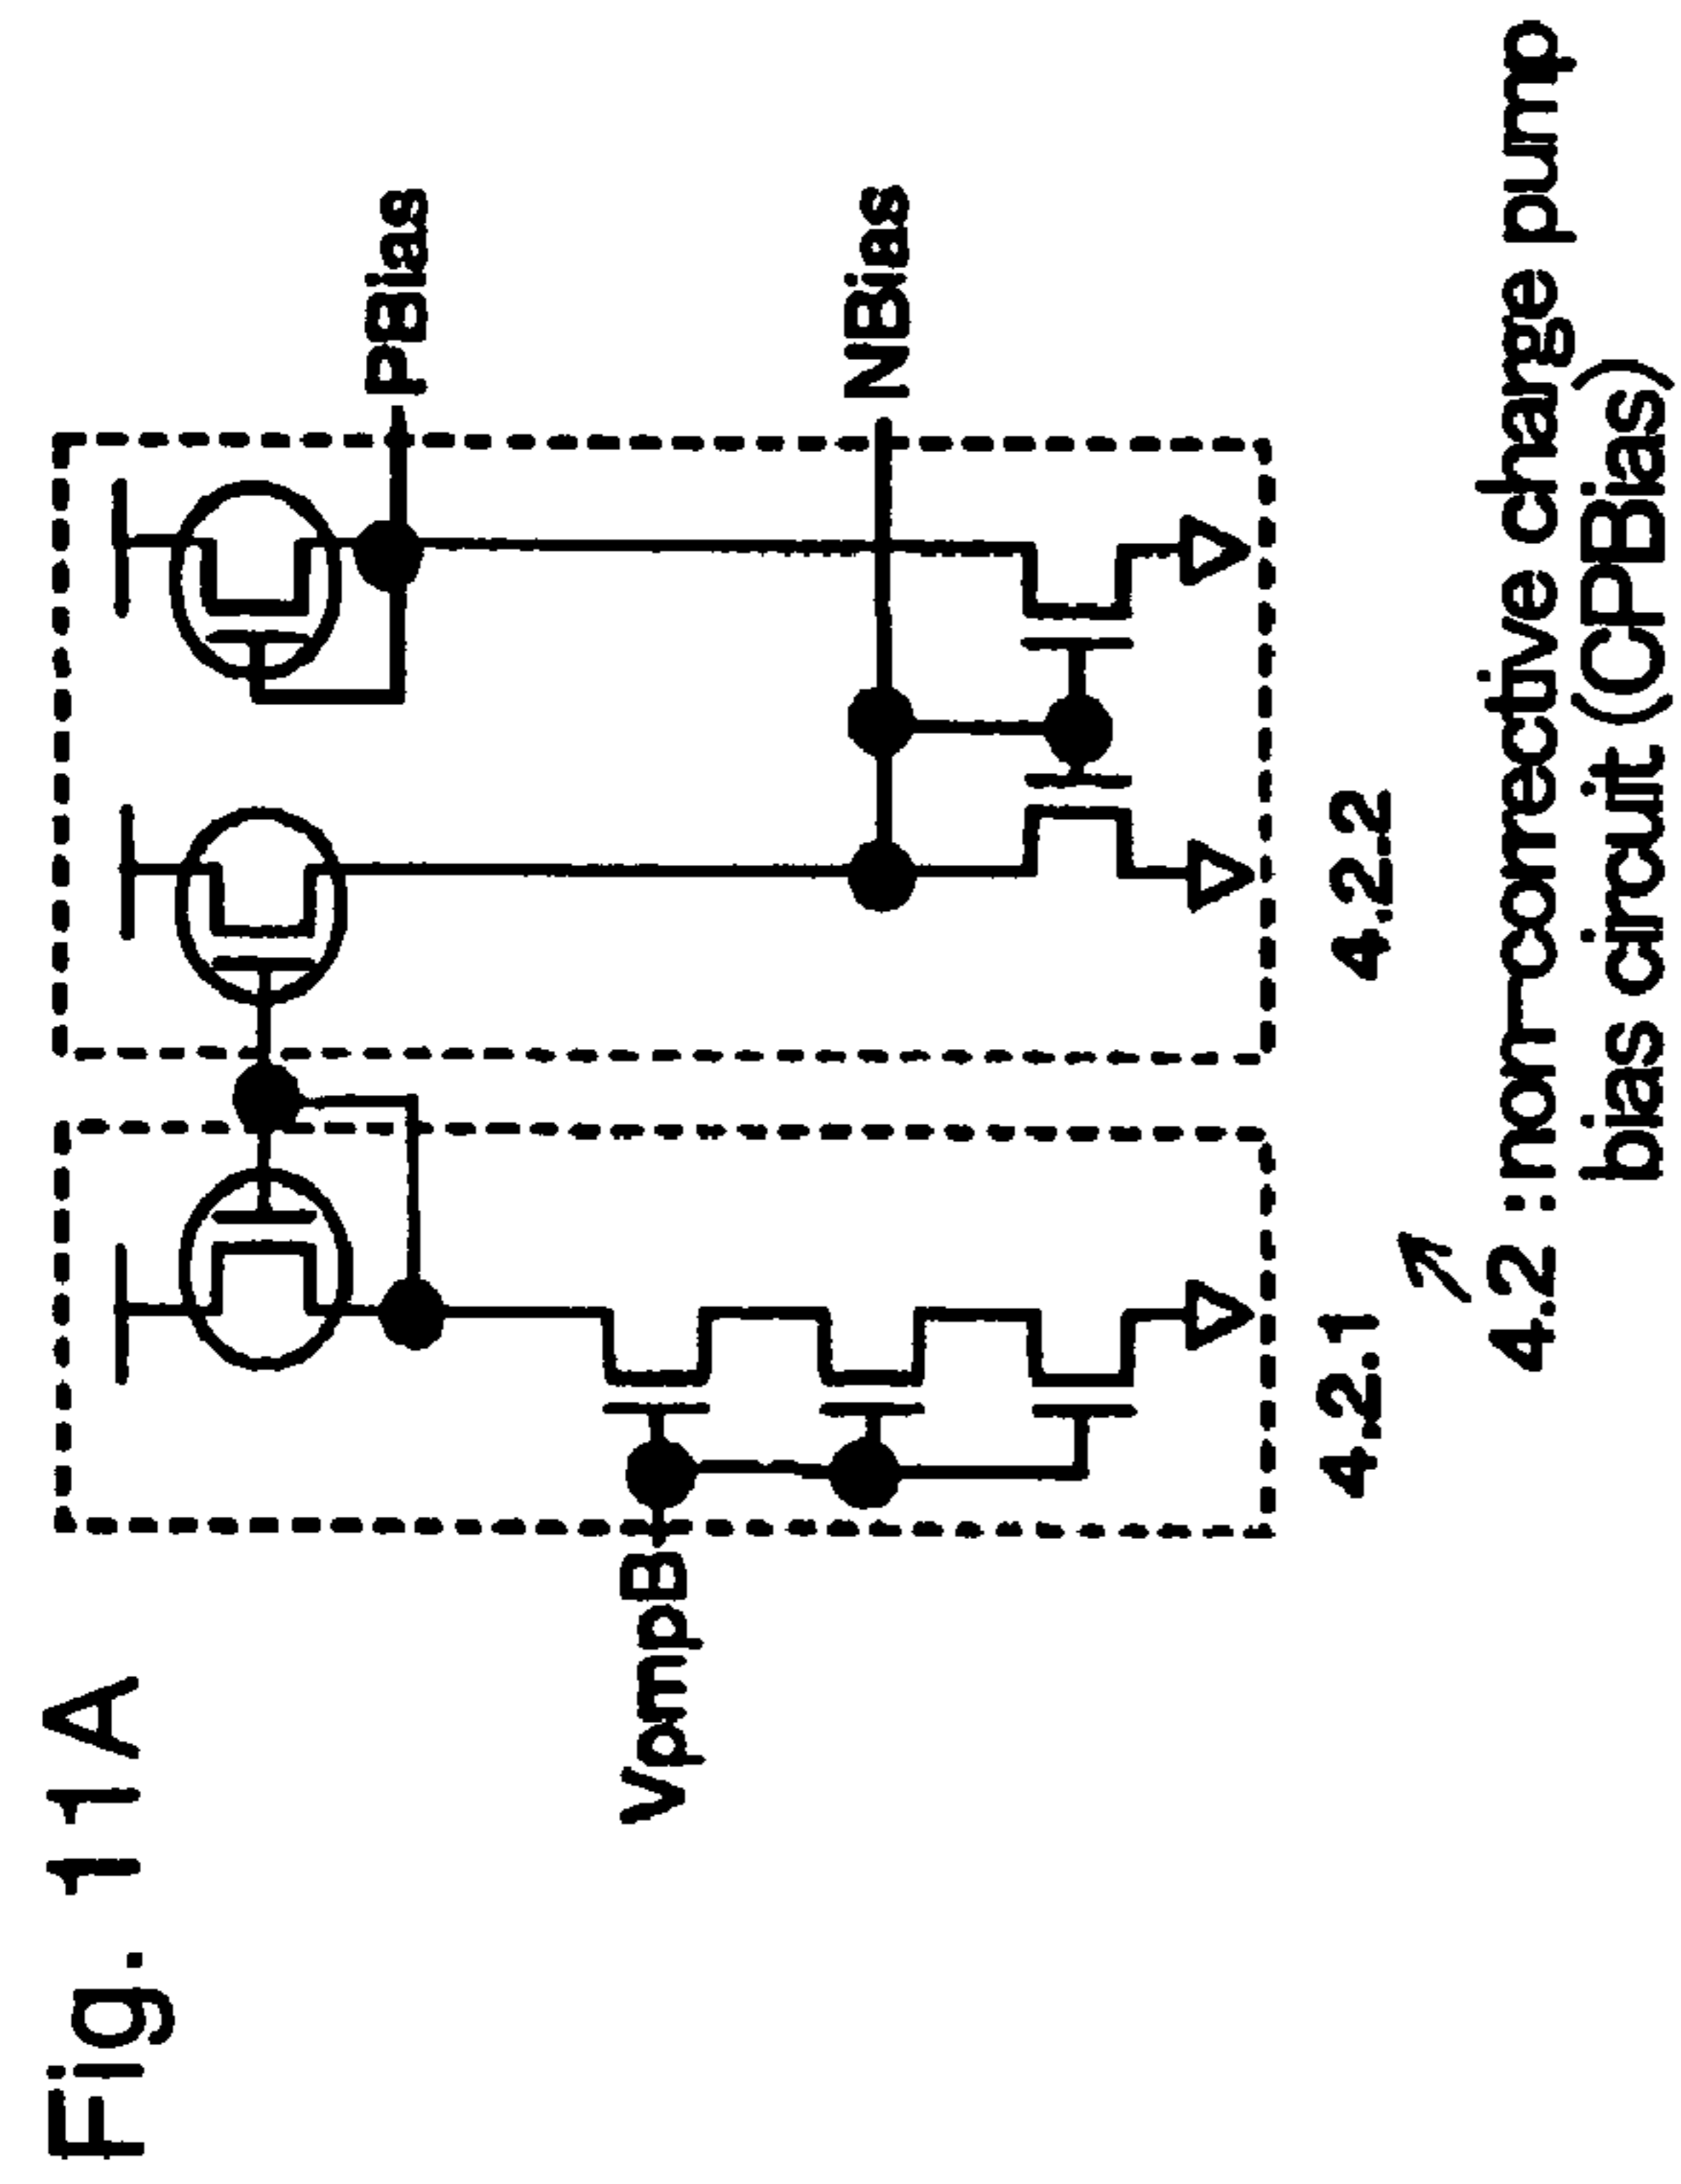 Fig. 11A
PBias
NBias
VpmpB
4.2.1
4.2.2
4.2 : non-corrective charge pump
bias circuit (CPBias)